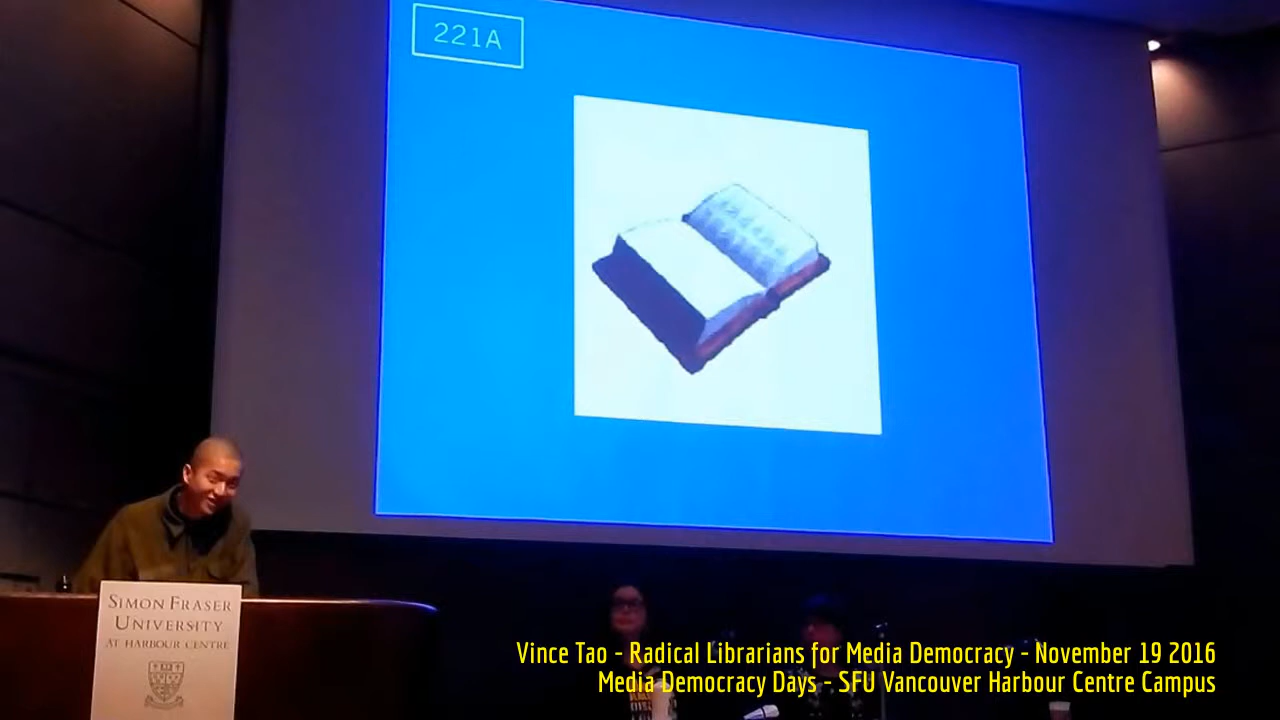 221A
SIMON FRASER
UNIVERSITY
AT HARBOUR CENTRE
Vince Tao - Radical Librarians for Media Democracy - November 19 2016
Media Democracy Days - SFU Vancouver Harbour Centre Campus